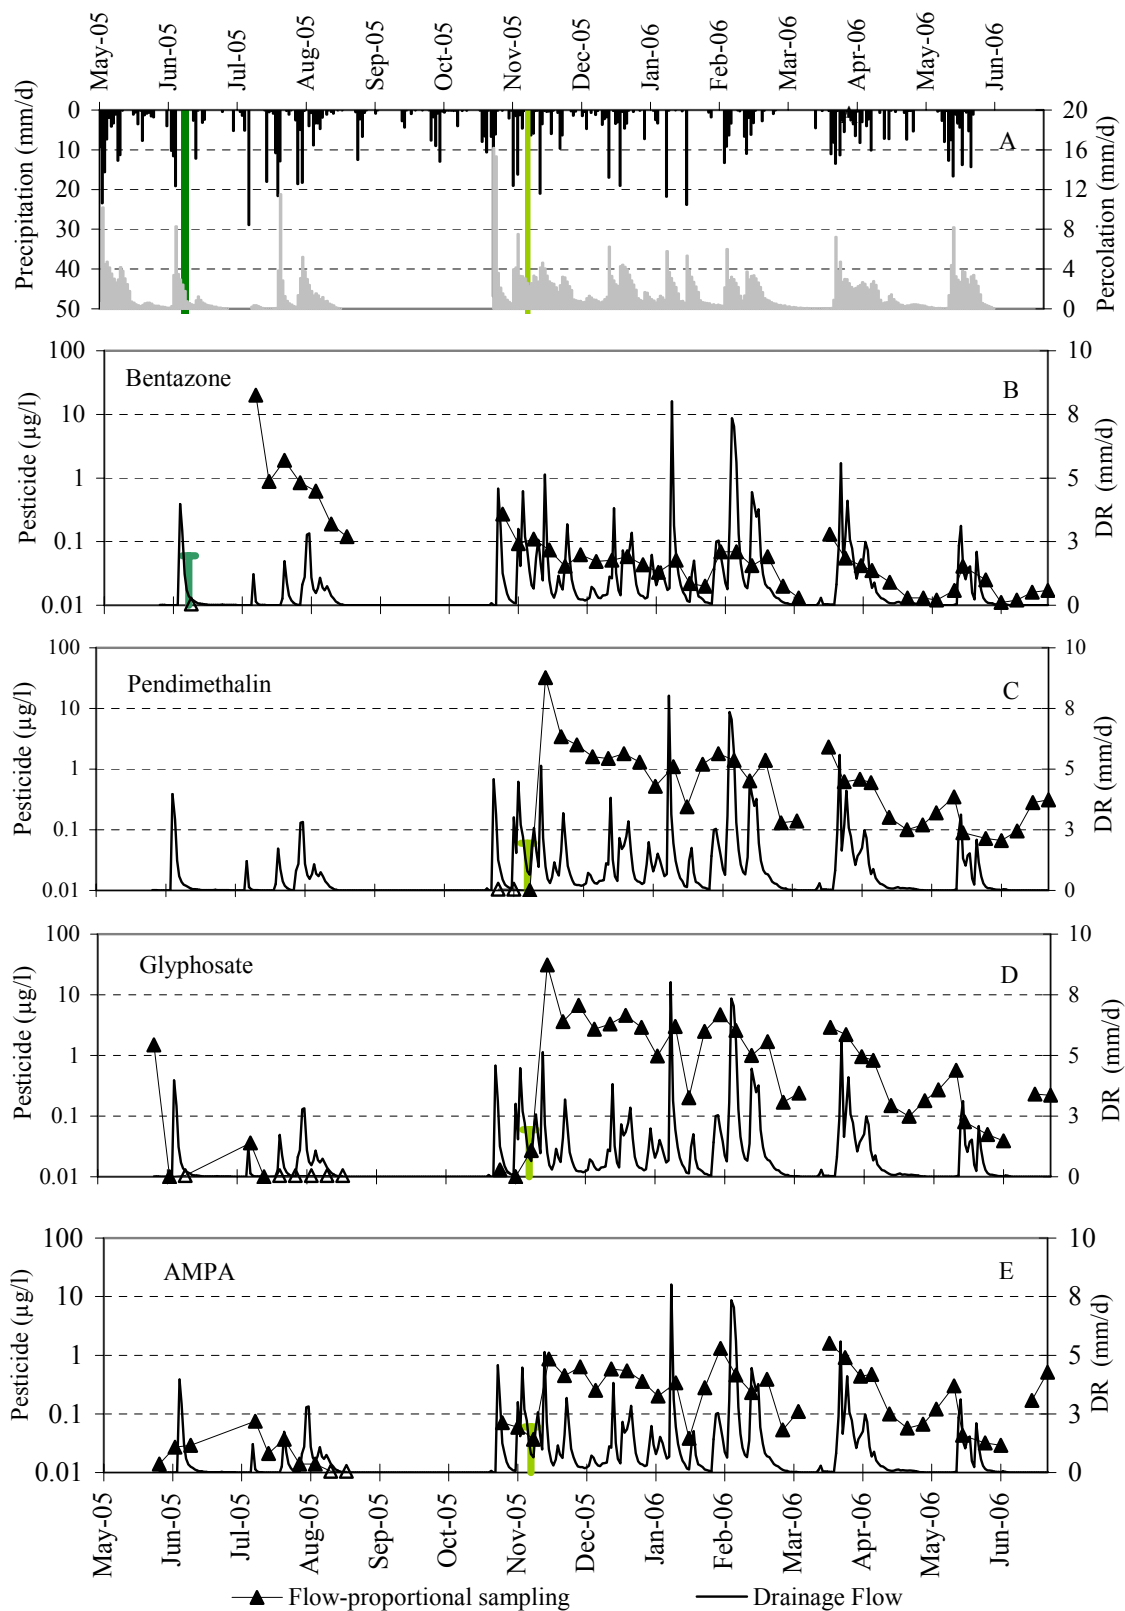 May-05 Jun-05 Jul-05 Aug-05 Sep-05 Oct-05 Nov-05 Dec-05 Jan-06 Feb-06 Mar-06 Apr-06 May-06 Jun-06
Precipitation (mm/d)
0
10
20
30
40
50
A
20
16
12
8
4
0
Percolation (mm/d)
Pesticide (µg/l)
100
10
1
0.1
0.01
Bentazone
B
10
8
5
3
0
DR (mm/d)
Pesticide (µg/l)
100
10
1
0.1
0.01
Pendimethalin
C
10
8
5
3
0
DR (mm/d)
Pesticide (µg/l)
100
10
1
0.1
0.01
Glyphosate
D
10
8
5
3
0
DR (mm/d)
Pesticide (µg/l)
100
10
1
0.1
0.01
AMPA
E
10
8
5
3
0
DR (mm/d)
May-05 Jun-05 Jul-05 Aug-05 Sep-05 Oct-05 Nov-05 Dec-05 Jan-06 Feb-06 Mar-06 Apr-06 May-06 Jun-06
Flow-proportional sampling
Drainage Flow